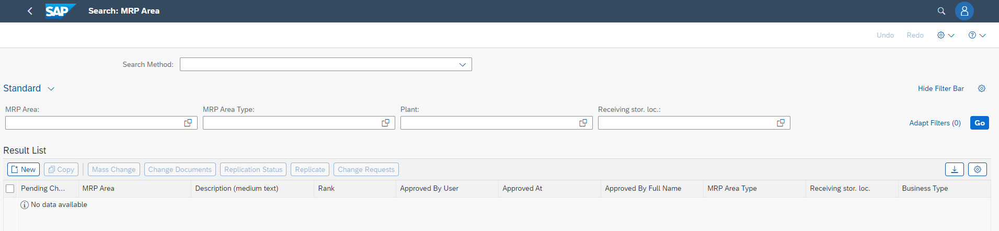 SAP Search: MRP Area
Undo Redo
Search Method:
Standard
Hide Filter Bar
MRP Area: MRP Area Type: Plant: Receiving stor. loc.:
Adapt Filters (0) Go
Result List
New Copy Mass Change Change Documents Replication Status Replicate Change Requests
Pending Ch... MRP Area Description (medium text) Rank Approved By User Approved At Approved By Full Name MRP Area Type Receiving stor. loc. Business Type
No data available